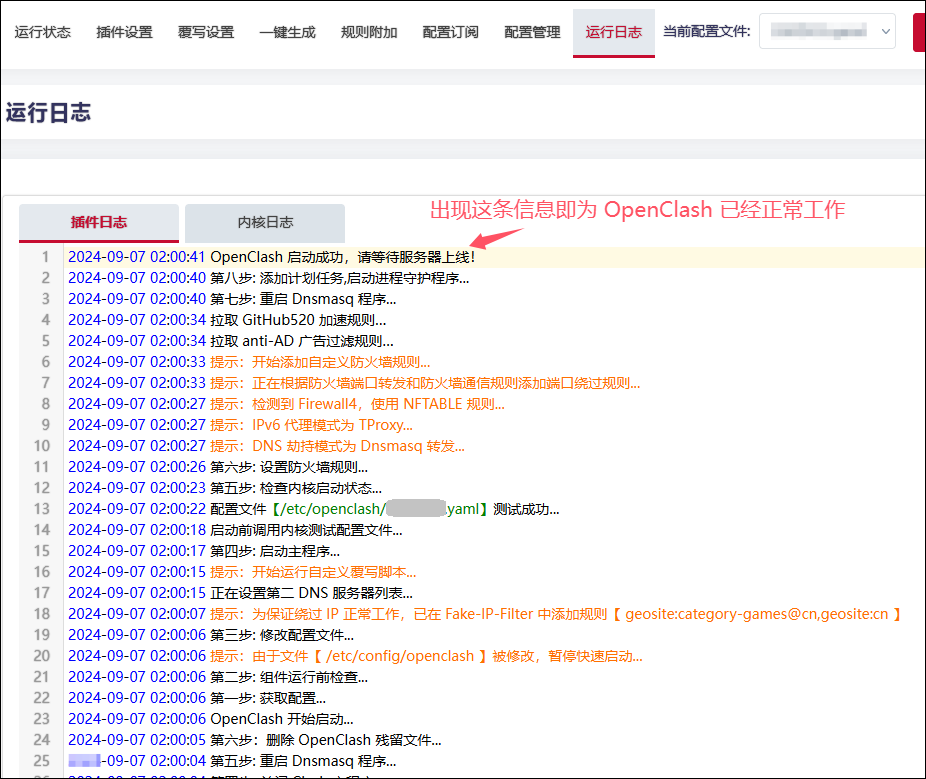 运行状态 插件设置 覆写设置 一键生成 规则附加 配置订阅 配置管理 运行日志 当前配置文件:
运行日志
插件日志 内核日志
出现这条信息即为 OpenClash 已经正常工作
1 2024-09-07 02:00:41 OpenClash 启动成功，请等待服务器上线！
2 2024-09-07 02:00:40 第八步: 添加计划任务,启动进程守护程序...
3 2024-09-07 02:00:40 第七步: 重启 Dnsmasq 程序...
4 2024-09-07 02:00:34 拉取 GitHub520 加速规则...
5 2024-09-07 02:00:34 拉取 anti-AD 广告过滤规则...
6 2024-09-07 02:00:33 提示：开始添加自定义防火墙规则...
7 2024-09-07 02:00:33 提示：正在根据防火墙端口转发和防火墙通信规则添加端口绕过规则...
8 2024-09-07 02:00:27 提示：检测到 Firewall4，使用 NFTABLE 规则...
9 2024-09-07 02:00:27 提示：IPv6 代理模式为 TProxy...
10 2024-09-07 02:00:27 提示：DNS 劫持模式为 Dnsmasq 转发...
11 2024-09-07 02:00:26 第六步: 设置防火墙规则...
12 2024-09-07 02:00:23 第五步: 检查内核启动状态...
13 2024-09-07 02:00:22 配置文件【/etc/openclash/ .yaml】测试成功...
14 2024-09-07 02:00:18 启动前调用内核测试配置文件...
15 2024-09-07 02:00:17 第四步: 启动主程序...
16 2024-09-07 02:00:15 提示：开始运行自定义覆写脚本...
17 2024-09-07 02:00:15 正在设置第二 DNS 服务器列表...
18 2024-09-07 02:00:07 提示：为保证绕过 IP 正常工作，已在 Fake-IP-Filter 中添加规则【 geosite:category-games@cn,geosite:cn 】
19 2024-09-07 02:00:06 第三步: 修改配置文件...
20 2024-09-07 02:00:06 提示：由于文件【 /etc/config/openclash 】被修改，暂停快速启动...
21 2024-09-07 02:00:06 第二步: 组件运行前检查...
22 2024-09-07 02:00:06 第一步: 获取配置...
23 2024-09-07 02:00:06 OpenClash 开始启动...
24 2024-09-07 02:00:05 第六步：删除 OpenClash 残留文件...
25 -09-07 02:00:04 第五步: 重启 Dnsmasq 程序...